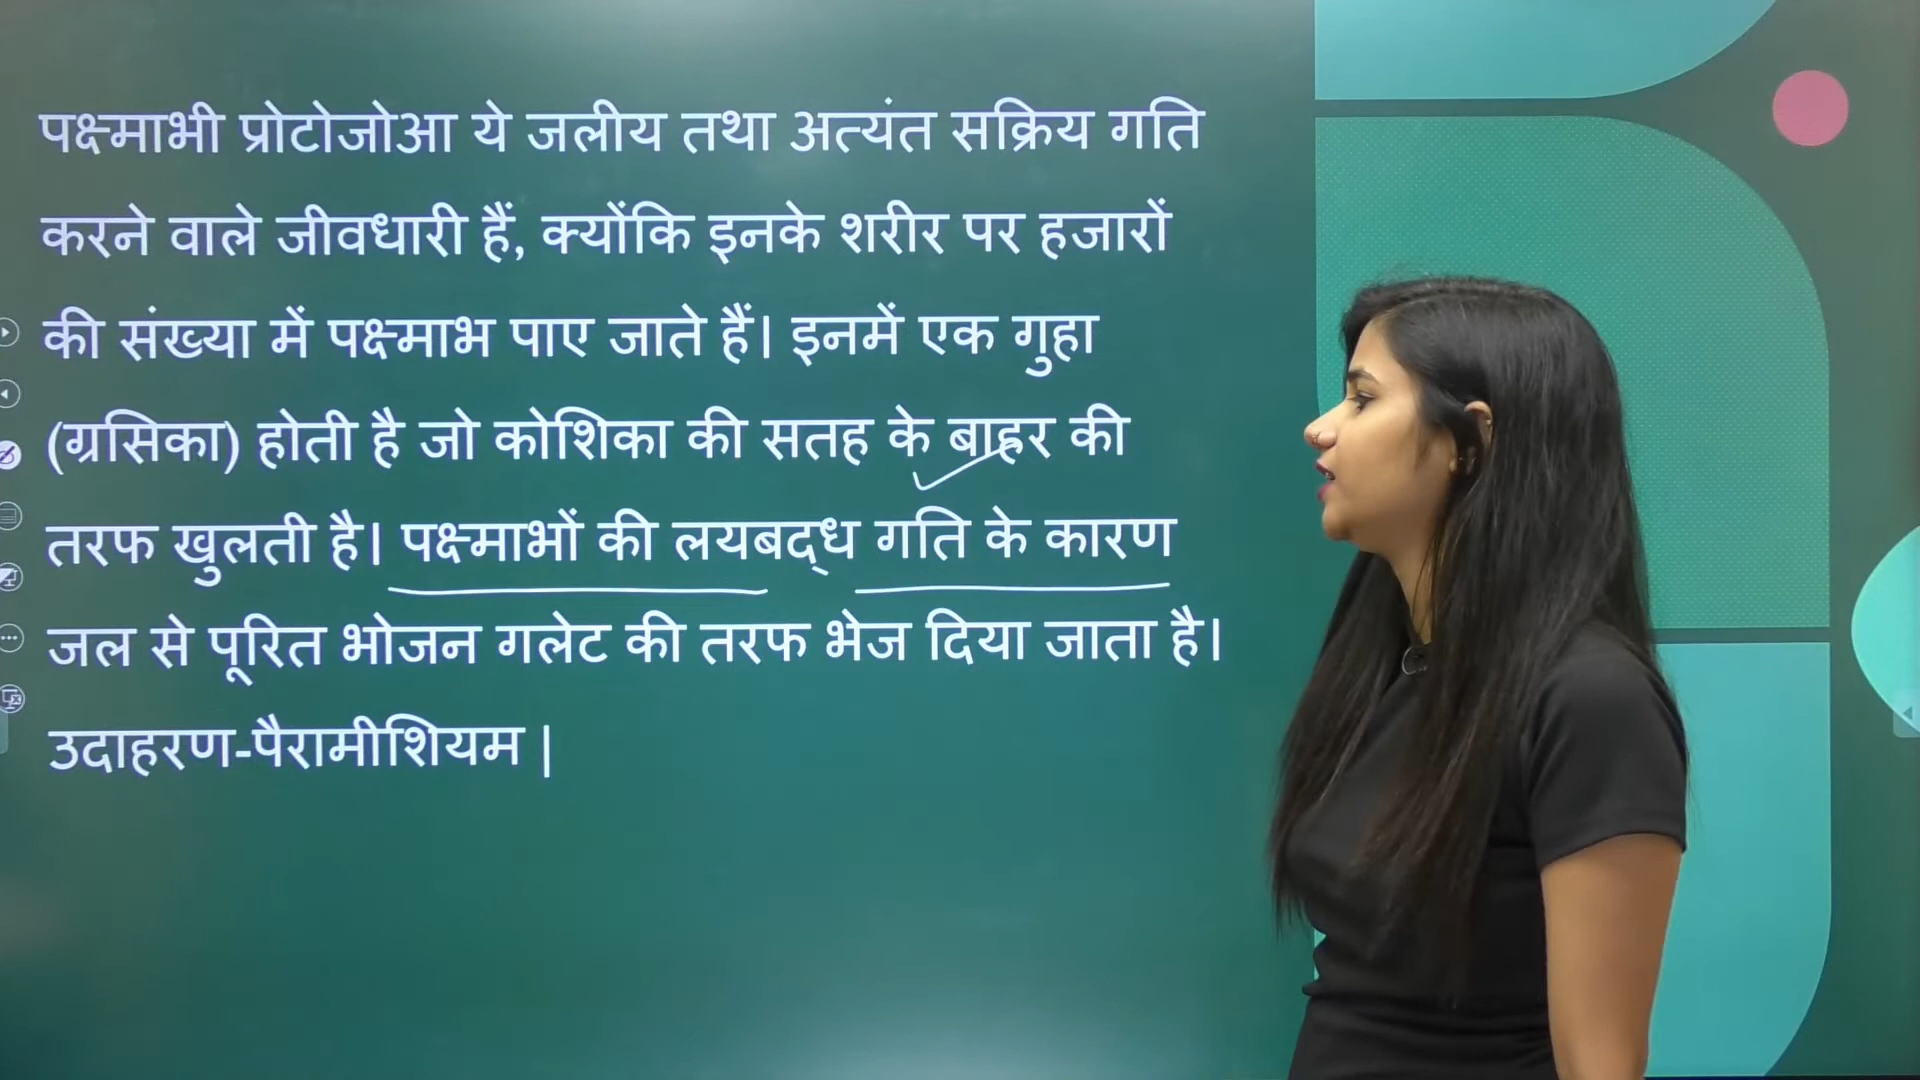 पक्ष्माभी प्रोटोजोआ ये जलीय तथा अत्यंत सक्रिय गति
करने वाले जीवधारी हैं, क्योंकि इनके शरीर पर हजारों
की संख्या में पक्ष्माभ पाए जाते हैं। इनमें एक गुहा
(ग्रसिका) होती है जो कोशिका की सतह के बाहर की
तरफ खुलती है। पक्ष्माभों की लयबद्ध गति के कारण
जल से पूरित भोजन गलेट की तरफ भेज दिया जाता है।
उदाहरण-पैरामीशियम |